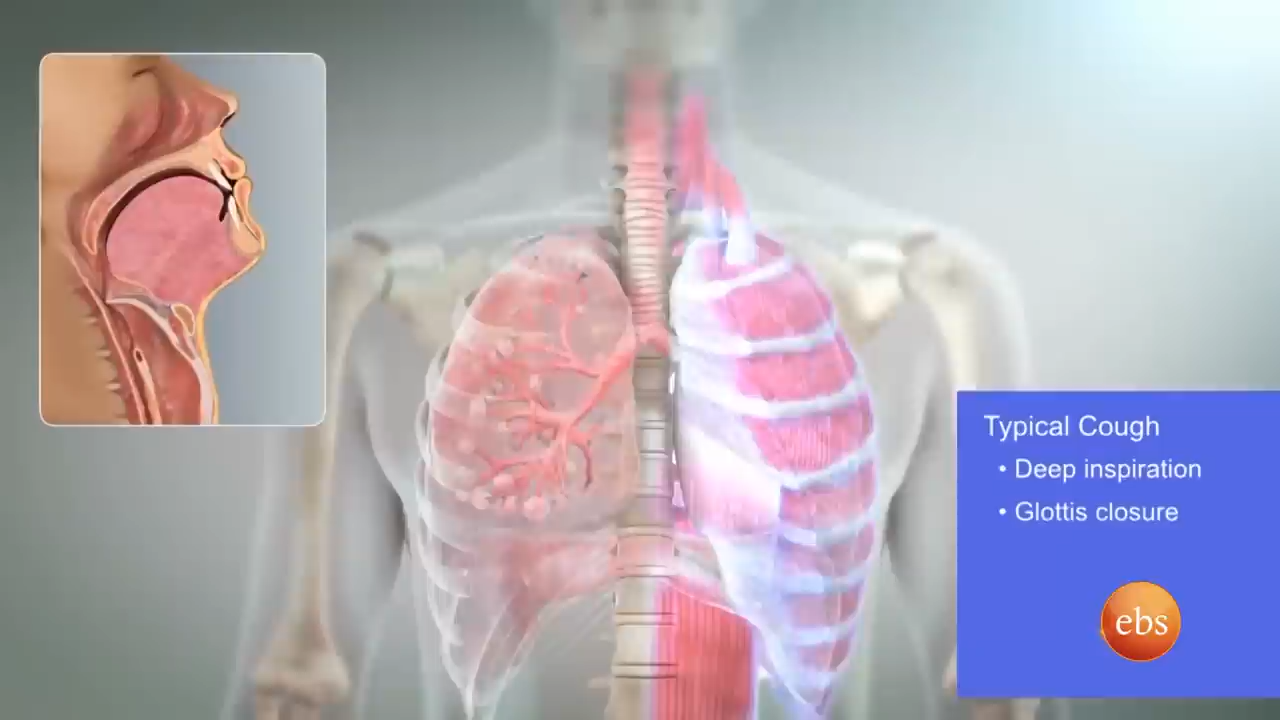 Typical Cough
• Deep inspiration
• Glottis closure
ebs